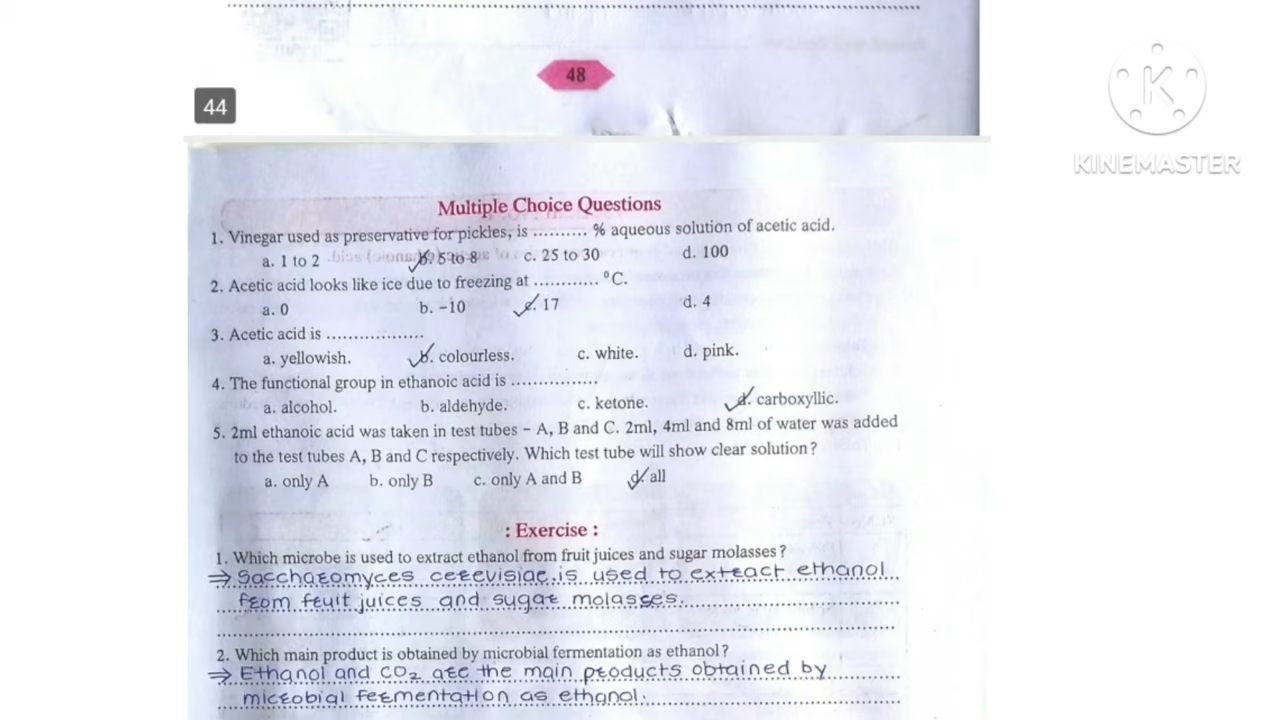 48
44
KINEMASTER
Multiple Choice Questions
1. Vinegar used as preservative for pickles, is .......... % aqueous solution of acetic acid.
a. 1 to 2 b. 5 to 8 c. 25 to 30 d. 100
2. Acetic acid looks like ice due to freezing at ............ °C.
a. 0 b. -10 c. 17 d. 4
3. Acetic acid is ..................
a. yellowish. b. colourless. c. white. d. pink.
4. The functional group in ethanoic acid is ................
a. alcohol. b. aldehyde. c. ketone. d. carboxyllic.
5. 2ml ethanoic acid was taken in test tubes - A, B and C. 2ml, 4ml and 8ml of water was added
to the test tubes A, B and C respectively. Which test tube will show clear solution?
a. only A b. only B c. only A and B d. all
: Exercise :
1. Which microbe is used to extract ethanol from fruit juices and sugar molasses?
⇒ Saccharomyces cerevisiae is used to extract ethanol
from fruit juices and sugar molasses.
2. Which main product is obtained by microbial fermentation as ethanol?
⇒ Ethanol and CO₂ are the main products obtained by
microbial fermentation as ethanol.